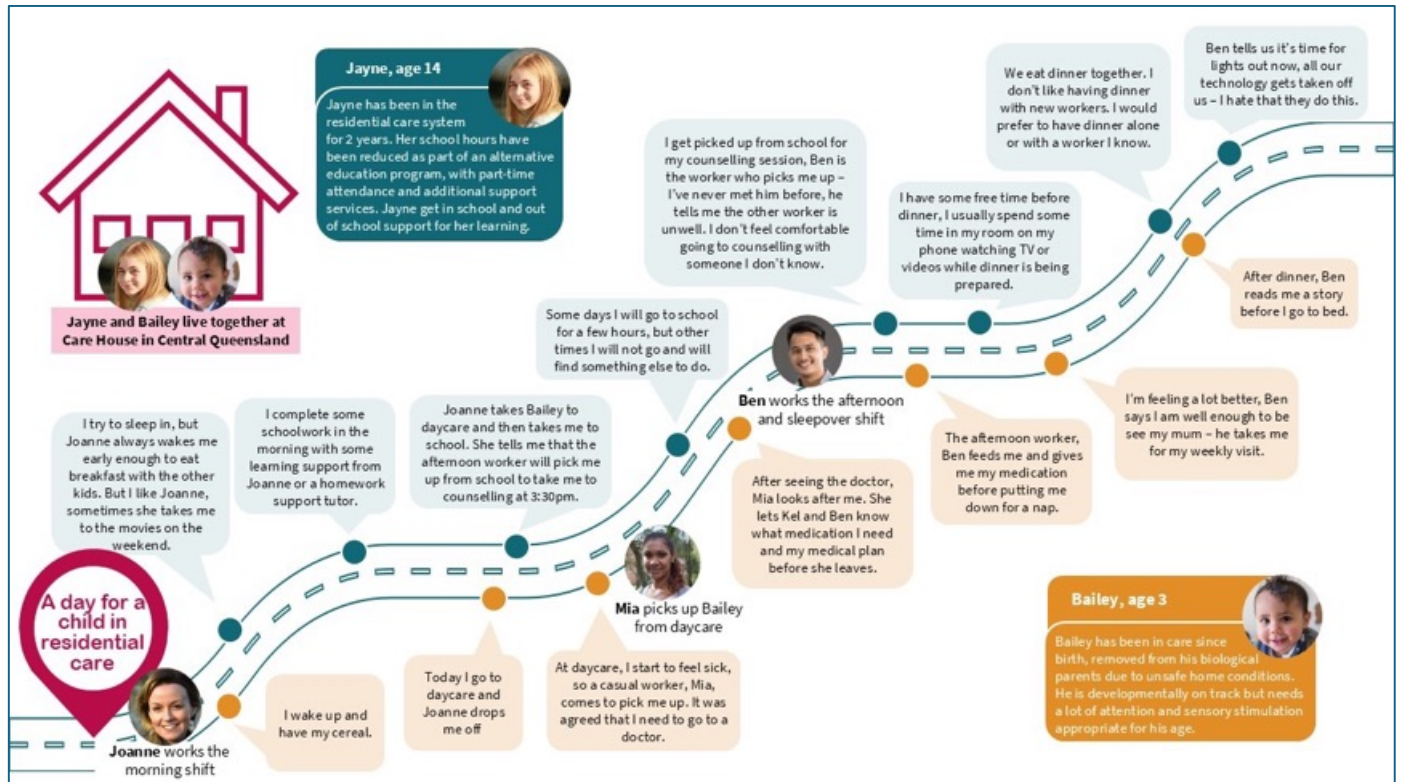 Jayne, age 14
Jayne has been in the
residential care system
for 2 years. Her school hours have
been reduced as part of an alternative
education program, with part-time
attendance and additional support
services. Jayne get in school and out
of school support for her learning.
Jayne and Bailey live together at
Care House in Central Queensland
A day for a
child in
residential
care
Joanne works the
morning shift
I try to sleep in, but
Joanne always wakes me
early enough to eat
breakfast with the other
kids. But I like Joanne,
sometimes she takes me
to the movies on the
weekend.
I wake up and
have my cereal.
I complete some
schoolwork in the
morning with some
learning support from
Joanne or a homework
support tutor.
Joanne takes Bailey to
daycare and then takes me to
school. She tells me that the
afternoon worker will pick me
up from school to take me to
counselling at 3:30pm.
Today I go to
daycare and
Joanne drops
me off
At daycare, I start to feel sick,
so a casual worker, Mia,
comes to pick me up. It was
agreed that I need to go to a
doctor.
Mia picks up Bailey
from daycare
Some days I will go to school
for a few hours, but other
times I will not go and will
find something else to do.
After seeing the doctor,
Mia looks after me. She
lets Kel and Ben know
what medication I need
and my medical plan
before she leaves.
Ben works the afternoon
and sleepover shift
I get picked up from school for
my counselling session, Ben is
the worker who picks me up –
I've never met him before, he
tells me the other worker is
unwell. I don't feel comfortable
going to counselling with
someone I don't know.
The afternoon worker,
Ben feeds me and gives
me my medication
before putting me
down for a nap.
I have some free time before
dinner, I usually spend some
time in my room on my
phone watching TV or
videos while dinner is being
prepared.
I'm feeling a lot better, Ben
says I am well enough to be
see my mum – he takes me
for my weekly visit.
We eat dinner together. I
don't like having dinner
with new workers. I would
prefer to have dinner alone
or with a worker I know.
After dinner, Ben
reads me a story
before I go to bed.
Ben tells us it's time for
lights out now, all our
technology gets taken off
us – I hate that they do this.
Bailey, age 3
Bailey has been in care since
birth, removed from his biological
parents due to unsafe home conditions.
He is developmentally on track but needs
a lot of attention and sensory stimulation
appropriate for his age.